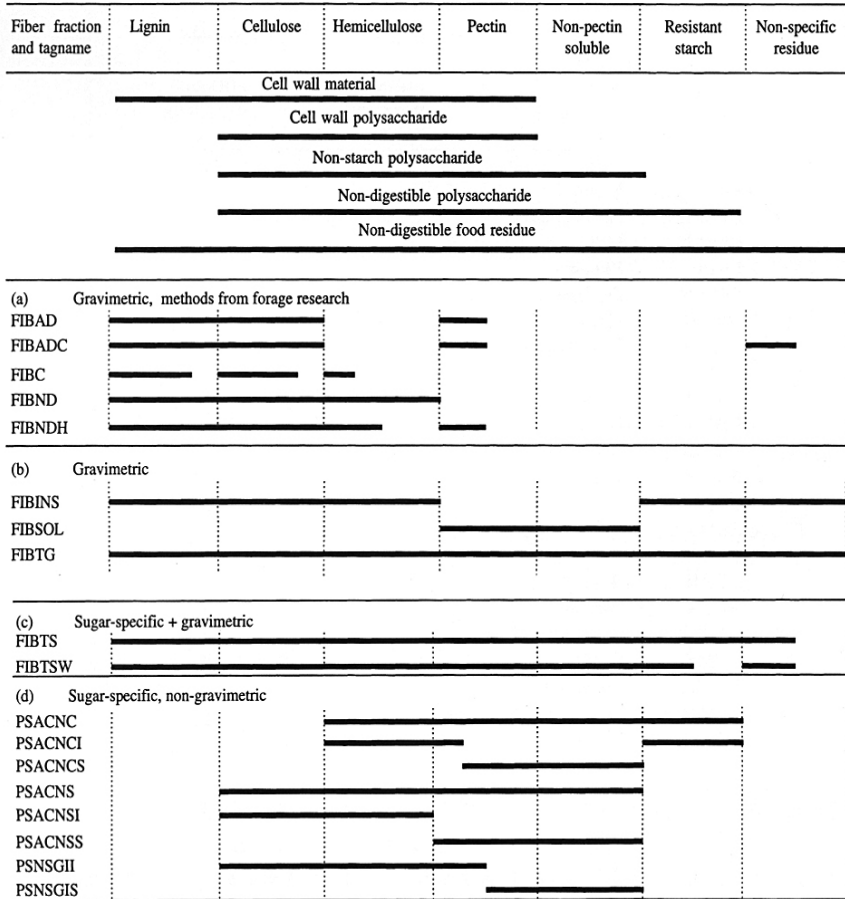 Fiber fraction and tagname Lignin Cellulose Hemicellulose Pectin Non-pectin soluble Resistant starch Non-specific residue
Cell wall material
Cell wall polysaccharide
Non-starch polysaccharide
Non-digestible polysaccharide
Non-digestible food residue
(a) Gravimetric, methods from forage research
FIBAD
FIBADC
FIBC
FIBND
FIBNDH
(b) Gravimetric
FIBINS
FIBSOL
FIBTG
(c) Sugar-specific + gravimetric
FIBTS
FIBTSW
(d) Sugar-specific, non-gravimetric
PSACNC
PSACNCI
PSACNCS
PSACNS
PSACNSI
PSACNSS
PSNSGII
PSNSGIS